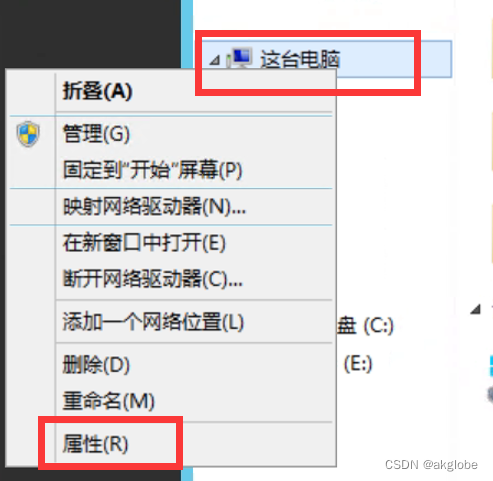 这台电脑
折叠(A)
管理(G)
固定到"开始"屏幕(P)
映射网络驱动器(N)...
在新窗口中打开(E)
断开网络驱动器(C)...
添加一个网络位置(L)
盘 (C:)
删除(D)
(E:)
重命名(M)
属性(R)
CSDN @akglobe